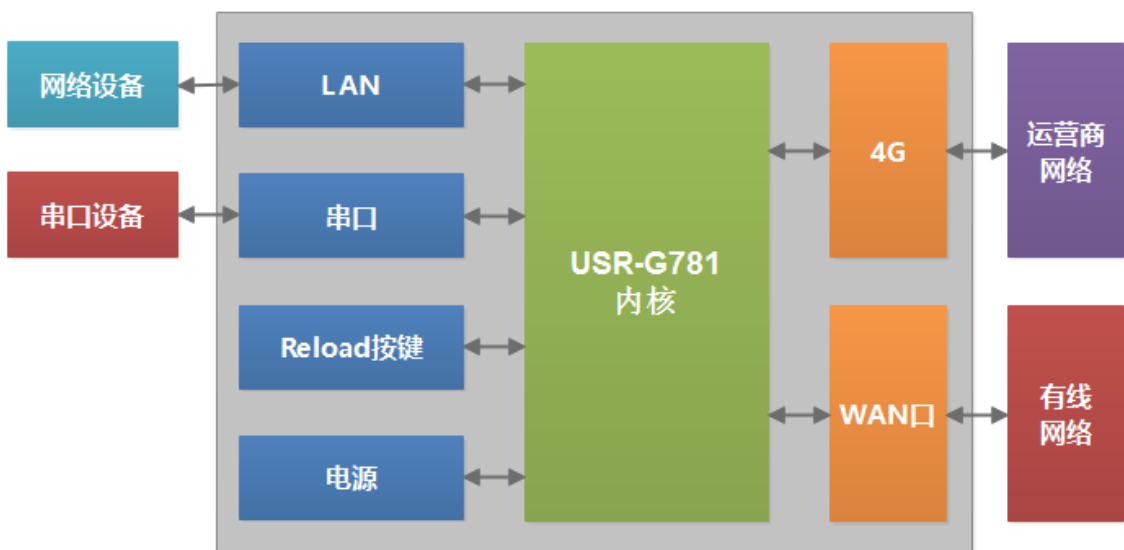 网络设备
LAN
串口设备
串口
Reload按键
电源
USR-G781
内核
4G
WAN口
运营商
网络
有线
网络